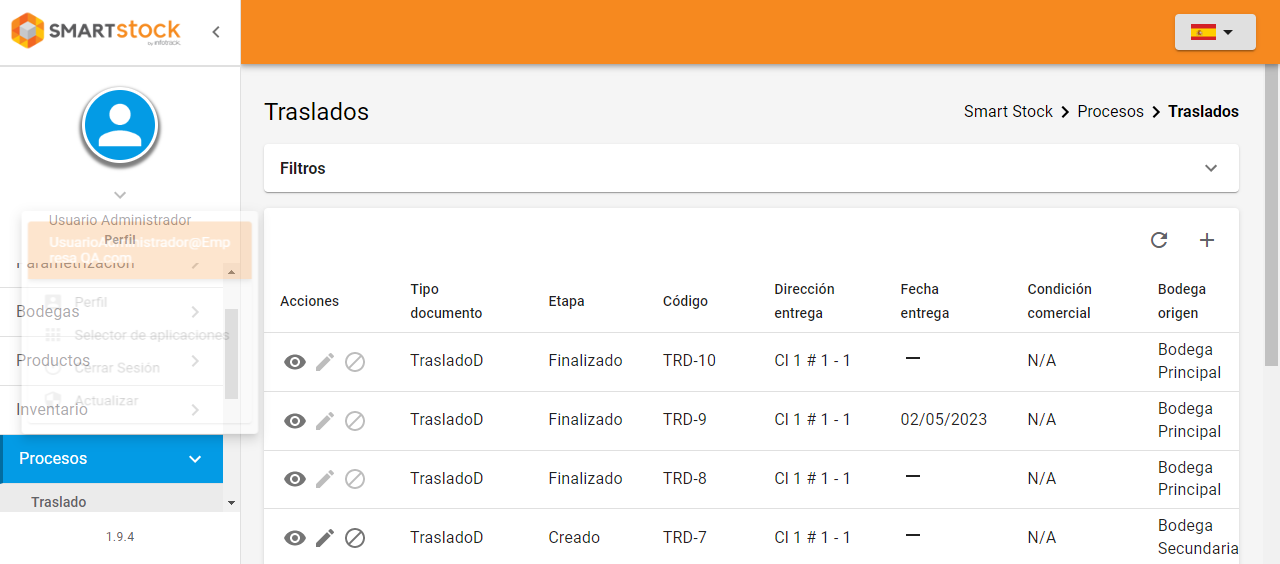 SMARTSTOCK
by infotrack.
Traslados
Smart Stock > Procesos > Traslados
Filtros
Usuario Administrador
Perfil
UsuarioAdministrador@Emp
resa QA.com
Parametrización
Perfil
Bodegas
Selector de aplicaciones
Productos
Cerrar Sesión
Actualizar
Inventario
Procesos
Traslado
1.9.4
Acciones Tipo documento Etapa Código Dirección entrega Fecha entrega Condición comercial Bodega origen
TrasladoD Finalizado TRD-10 Cl 1 # 1 - 1 — N/A Bodega Principal
TrasladoD Finalizado TRD-9 Cl 1 # 1 - 1 02/05/2023 N/A Bodega Principal
TrasladoD Finalizado TRD-8 Cl 1 # 1 - 1 — N/A Bodega Principal
TrasladoD Creado TRD-7 Cl 1 # 1 - 1 — N/A Bodega Secundaria